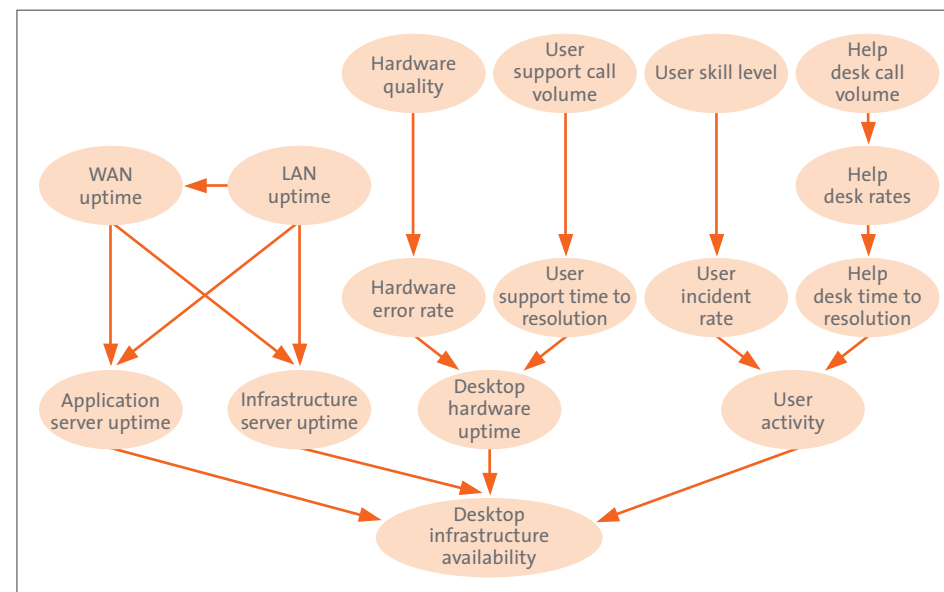 Hardware
quality
User
support call
volume
User skill level
Help
desk call
volume
WAN
uptime
LAN
uptime
Help
desk rates
Hardware
error rate
User
support time to
resolution
User
incident
rate
Help
desk time to
resolution
Application
server uptime
Infrastructure
server uptime
Desktop
hardware
uptime
User
activity
Desktop
infrastructure
availability